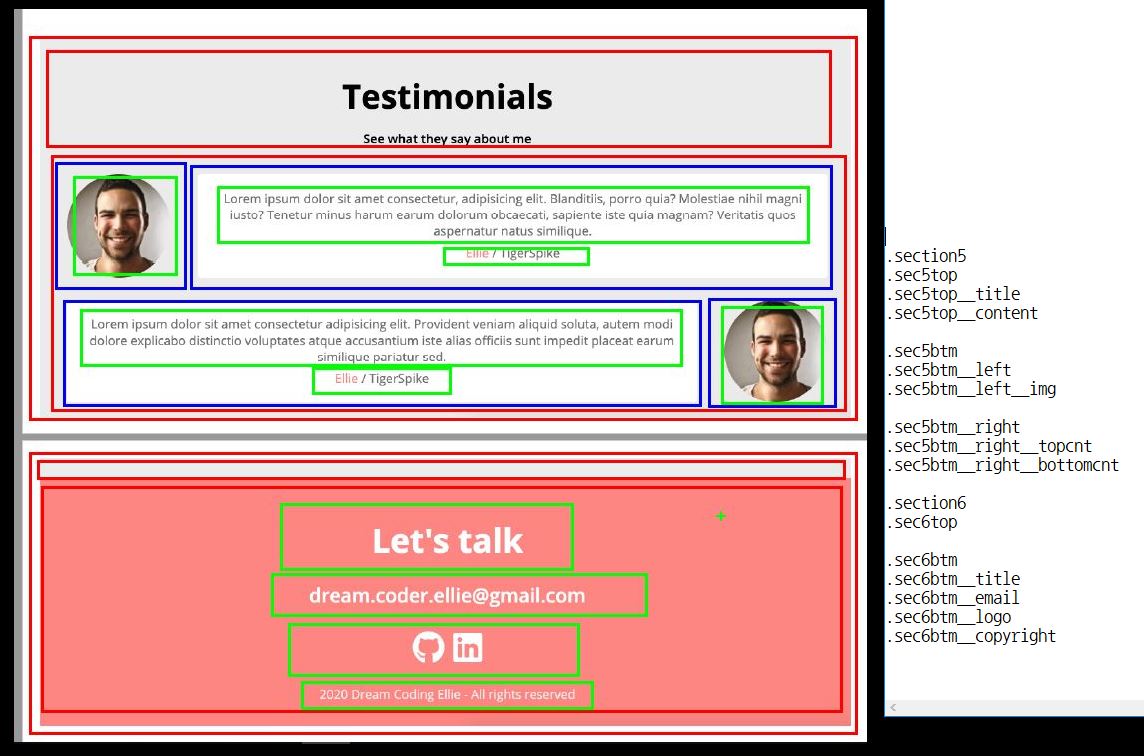 Testimonials
See what they say about me
Lorem ipsum dolor sit amet consectetur, adipisicing elit. Blanditiis, porro quia? Molestiae nihil magni
iusto? Tenetur minus harum earum dolorum obcaecati, sapiente iste quia magnam? Veritatis quos
aspernatur natus similique.
Ellie / TigerSpike
Lorem ipsum dolor sit amet consectetur adipisicing elit. Provident veniam aliquid soluta, autem modi
dolore explicabo distinctio voluptates atque accusantium iste alias officiis sunt impedit placeat earum
similique pariatur sed.
Ellie / TigerSpike
Let's talk
dream.coder.ellie@gmail.com
in
2020 Dream Coding Ellie - All rights reserved
.section5
.sec5top
.sec5top__title
.sec5top__content
.sec5btm
.sec5btm__left
.sec5btm__left__img
.sec5btm__right
.sec5btm__right__topcnt
.sec5btm__right__bottomcnt
.section6
.sec6top
.sec6btm
.sec6btm__title
.sec6btm__email
.sec6btm__logo
.sec6btm__copyright